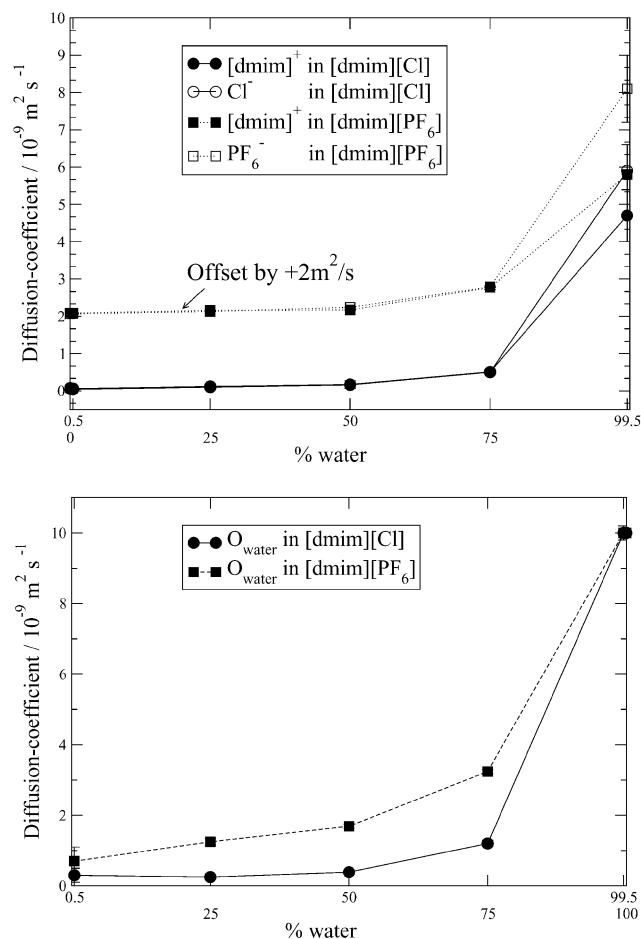 10
9
8
7
6
5
4
3
2
1
0
Diffusion-coefficient / 10⁻⁹ m² s⁻¹
[dmim]⁺ in [dmim][Cl]
Cl⁻ in [dmim][Cl]
[dmim]⁺ in [dmim][PF₆]
PF₆⁻ in [dmim][PF₆]
Offset by +2m²/s
0.5
0 25 50 75 99.5
% water
10
8
6
4
2
0
Diffusion-coefficient / 10⁻⁹ m² s⁻¹
O_water in [dmim][Cl]
O_water in [dmim][PF₆]
0.5 99.5
25 50 75 100
% water